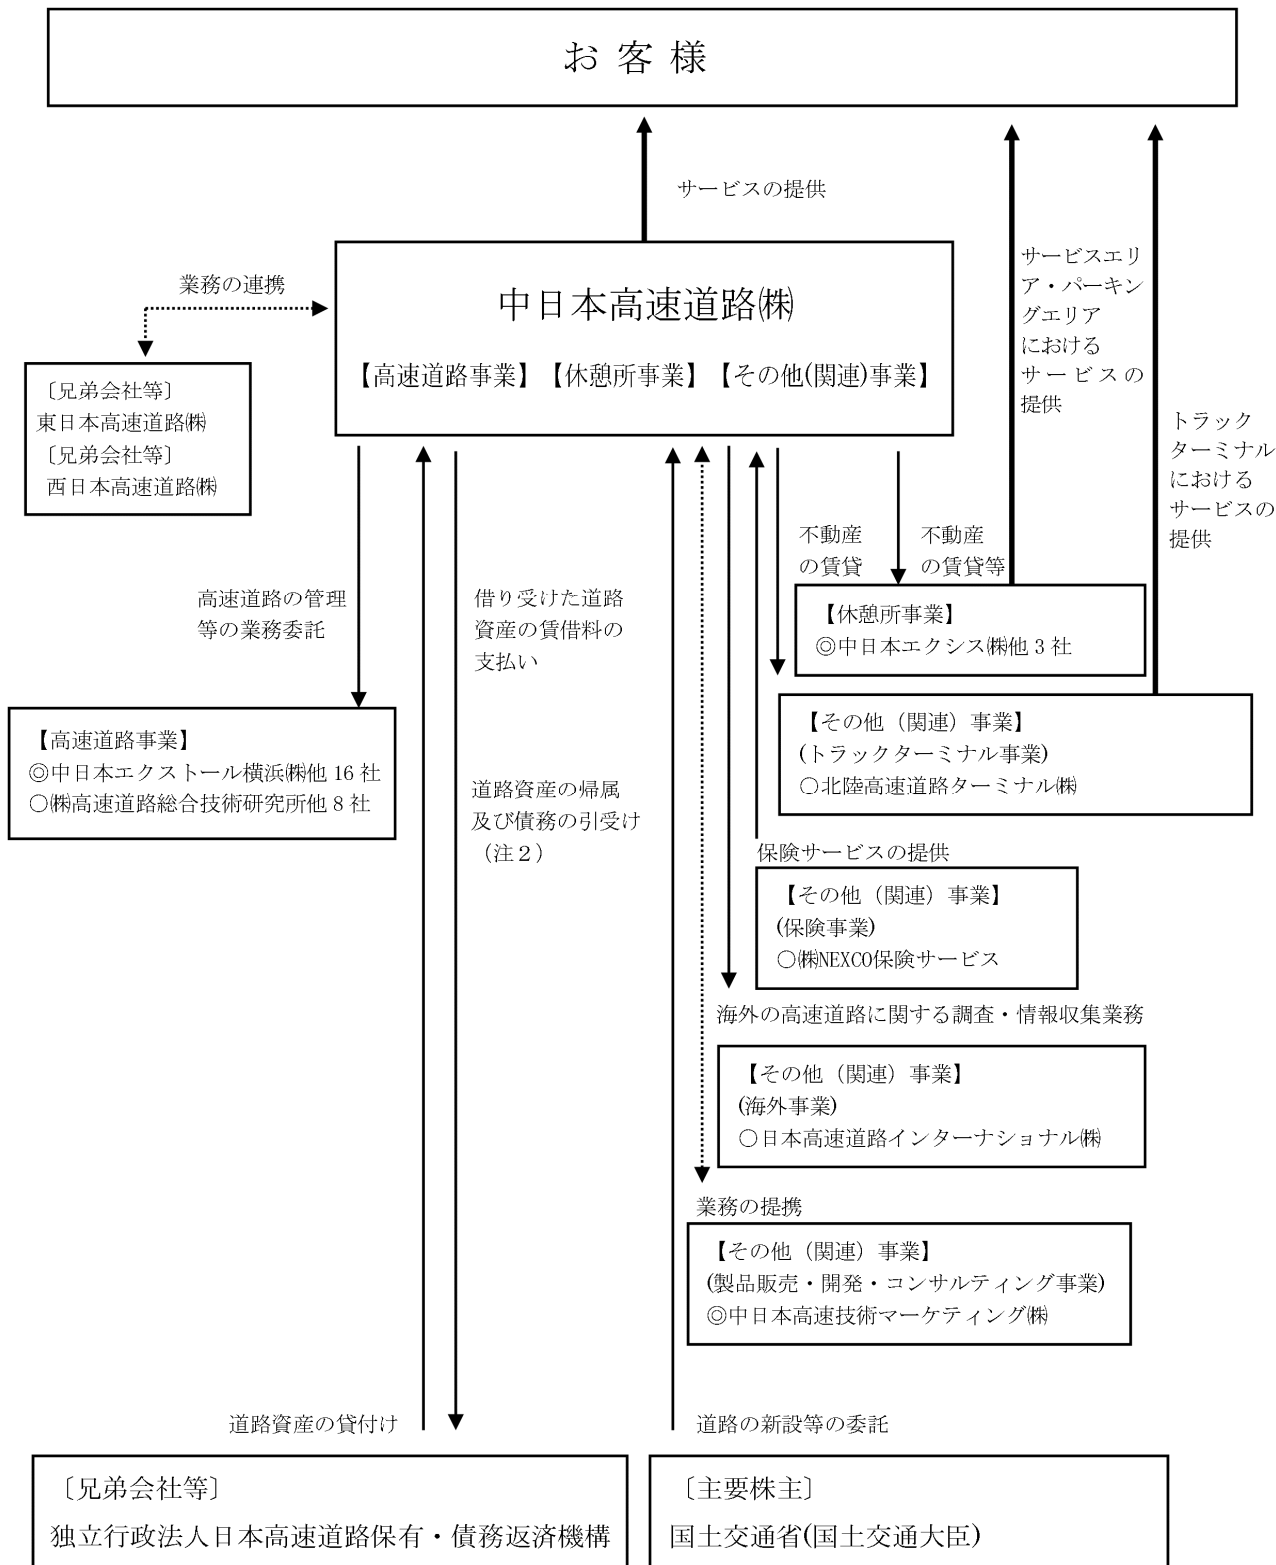 お客様
サービスの提供
サービスエリ
ア・パーキン
グエリア
における
サービスの
提供
業務の連携
中日本高速道路㈱
【高速道路事業】【休憩所事業】【その他(関連)事業】
〔兄弟会社等〕
東日本高速道路㈱
〔兄弟会社等〕
西日本高速道路㈱
トラック
ターミナル
における
サービスの
提供
不動産
の賃貸
不動産
の賃貸等
高速道路の管理
等の業務委託
借り受けた道路
資産の賃借料の
支払い
【休憩所事業】
◎中日本エクシス㈱他3社
【高速道路事業】
◎中日本エクストール横浜㈱他16社
○㈱高速道路総合技術研究所他8社
【その他（関連）事業】
(トラックターミナル事業)
○北陸高速道路ターミナル㈱
道路資産の帰属
及び債務の引受け
（注２）
保険サービスの提供
【その他（関連）事業】
(保険事業)
○㈱NEXCO保険サービス
海外の高速道路に関する調査・情報収集業務
【その他（関連）事業】
(海外事業)
○日本高速道路インターナショナル㈱
業務の提携
【その他（関連）事業】
(製品販売・開発・コンサルティング事業)
◎中日本高速技術マーケティング㈱
道路資産の貸付け
道路の新設等の委託
〔兄弟会社等〕
独立行政法人日本高速道路保有・債務返済機構
〔主要株主〕
国土交通省(国土交通大臣)